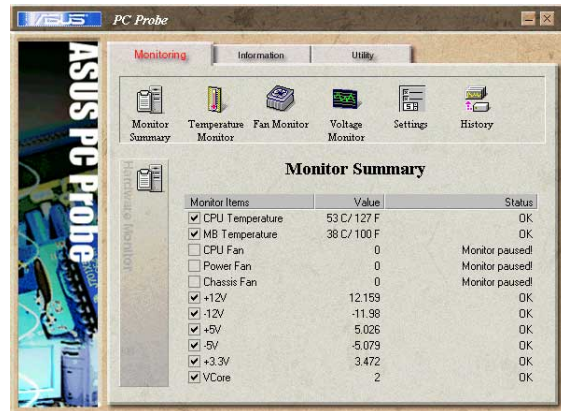 /ISUS PC Probe
Monitoring Information Utility
Monitor Summary Temperature Monitor Fan Monitor Voltage Monitor Settings History
ASUS PC Probe
Hardware Monitor
Monitor Summary
Monitor Items Value Status
CPU Temperature 53 C/ 127 F OK
MB Temperature 38 C/ 100 F OK
CPU Fan 0 Monitor paused!
Power Fan 0 Monitor paused!
Chassis Fan 0 Monitor paused!
+12V 12.159 OK
-12V -11.98 OK
+5V 5.026 OK
-5V -5.079 OK
+3.3V 3.472 OK
VCore 2 OK